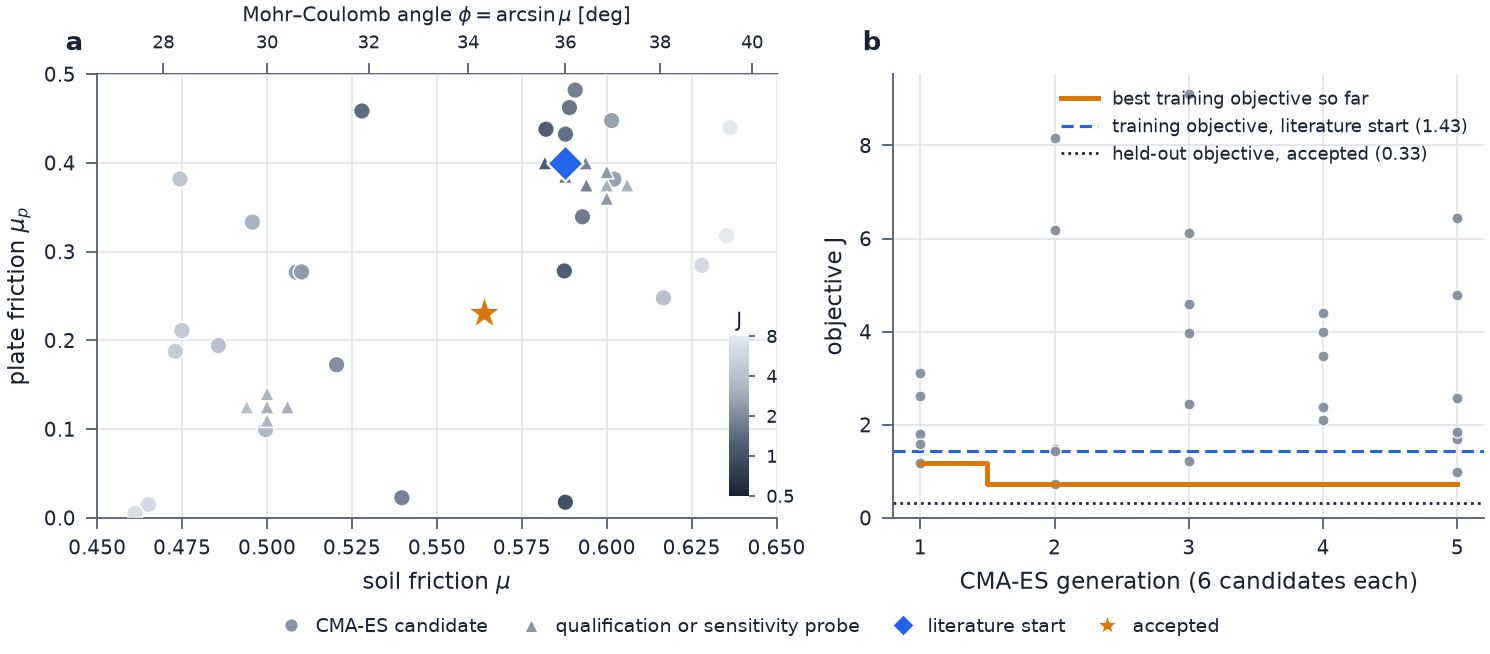 Mohr–Coulomb angle ϕ = arcsin μ [deg]
a
28 30 32 34 36 38 40
0.5
0.4
0.3
0.2
0.1
0.0
plate friction μₚ
0.450 0.475 0.500 0.525 0.550 0.575 0.600 0.625 0.650
soil friction μ
J
8
4
2
1
0.5
b
best training objective so far
training objective, literature start (1.43)
held-out objective, accepted (0.33)
8
6
4
2
0
objective J
1 2 3 4 5
CMA-ES generation (6 candidates each)
CMA-ES candidate qualification or sensitivity probe literature start accepted